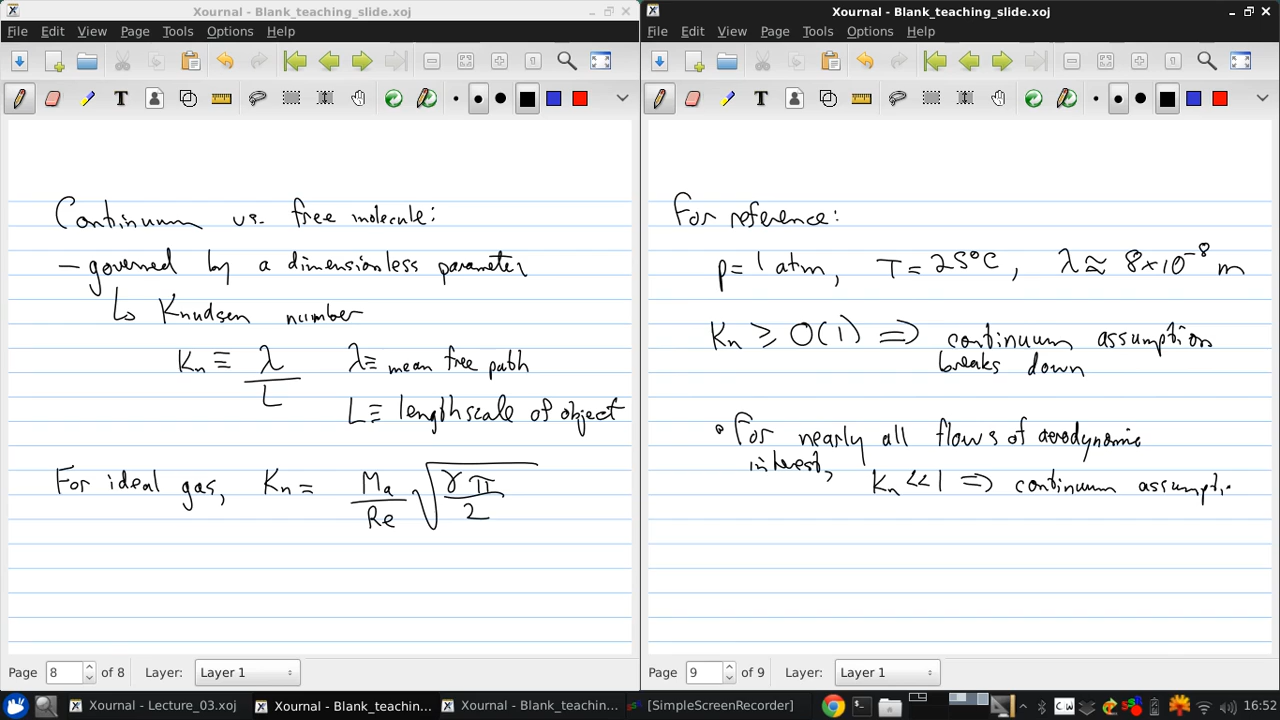 Xournal - Blank_teaching_slide.xoj
File Edit View Page Tools Options Help
Continuum vs. free molecule:
— governed by a dimensionless parameter
↳ Knudsen number
Kn ≡ λ / L   λ ≡ mean free path
L ≡ lengthscale of object
For ideal gas, Kn = Ma / Re √(γπ / 2)
Page 8 of 8 Layer: Layer 1
Xournal - Blank_teaching_slide.xoj
File Edit View Page Tools Options Help
For reference:
p = 1 atm, T = 25°C, λ ≈ 8×10⁻⁸ m
Kn ≥ O(1) ⇒ continuum assumption
breaks down
• For nearly all flows of aerodynamic
interest,
Kn << 1 ⇒ continuum assumpti
Page 9 of 9 Layer: Layer 1
Xournal - Lecture_03.xoj Xournal - Blank_teachin... Xournal - Blank_teachin... [SimpleScreenRecorder] 16:52